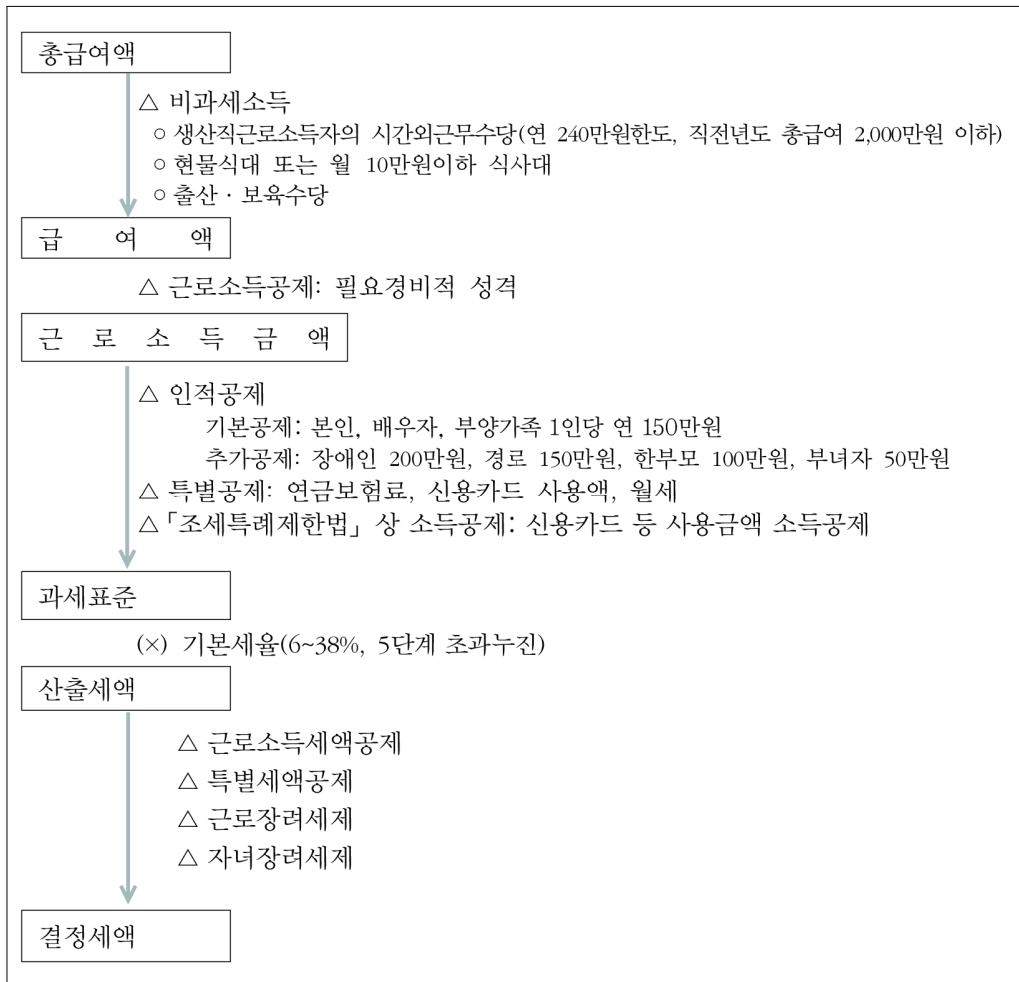 총급여액
△ 비과세소득
○ 생산직근로소득자의 시간외근무수당(연 240만원한도, 직전년도 총급여 2,000만원 이하)
○ 현물식대 또는 월 10만원이하 식사대
○ 출산 · 보육수당
급 여 액
△ 근로소득공제: 필요경비적 성격
근 로 소 득 금 액
△ 인적공제
기본공제: 본인, 배우자, 부양가족 1인당 연 150만원
추가공제: 장애인 200만원, 경로 150만원, 한부모 100만원, 부녀자 50만원
△ 특별공제: 연금보험료, 신용카드 사용액, 월세
△「조세특례제한법」 상 소득공제: 신용카드 등 사용금액 소득공제
과세표준
(×) 기본세율(6~38%, 5단계 초과누진)
산출세액
△ 근로소득세액공제
△ 특별세액공제
△ 근로장려세제
△ 자녀장려세제
결정세액